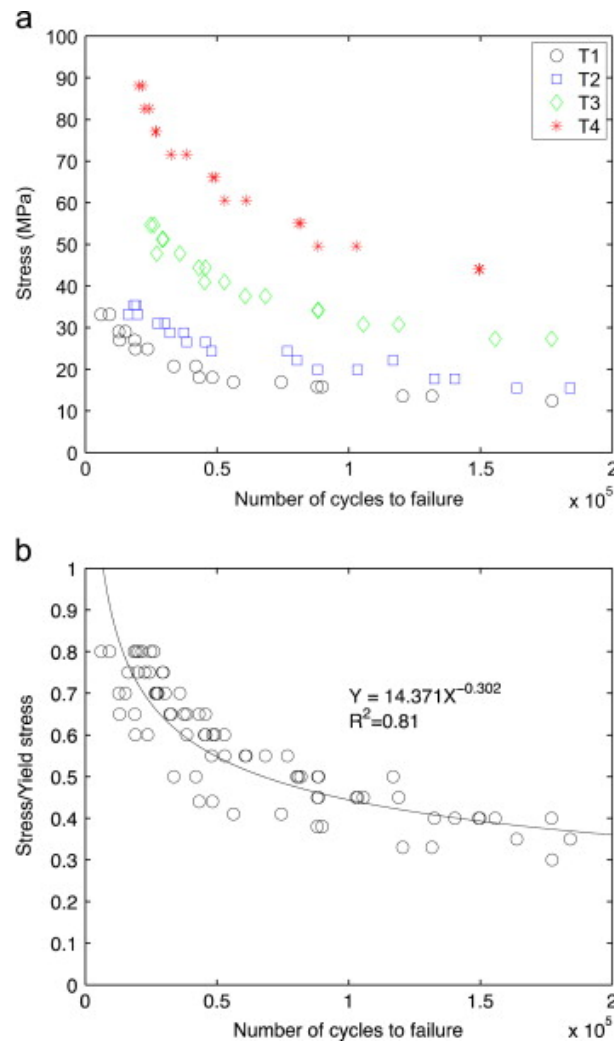 a
100
90
80
70
60
50
40
30
20
10
0
Stress (MPa)
T1
T2
T3
T4
0 0.5 1 1.5 2
Number of cycles to failure x 10^5
b
1
0.9
0.8
0.7
0.6
0.5
0.4
0.3
0.2
0.1
0
Stress/Yield stress
Y = 14.371X^−0.302
R^2=0.81
0 0.5 1 1.5 2
Number of cycles to failure x 10^5